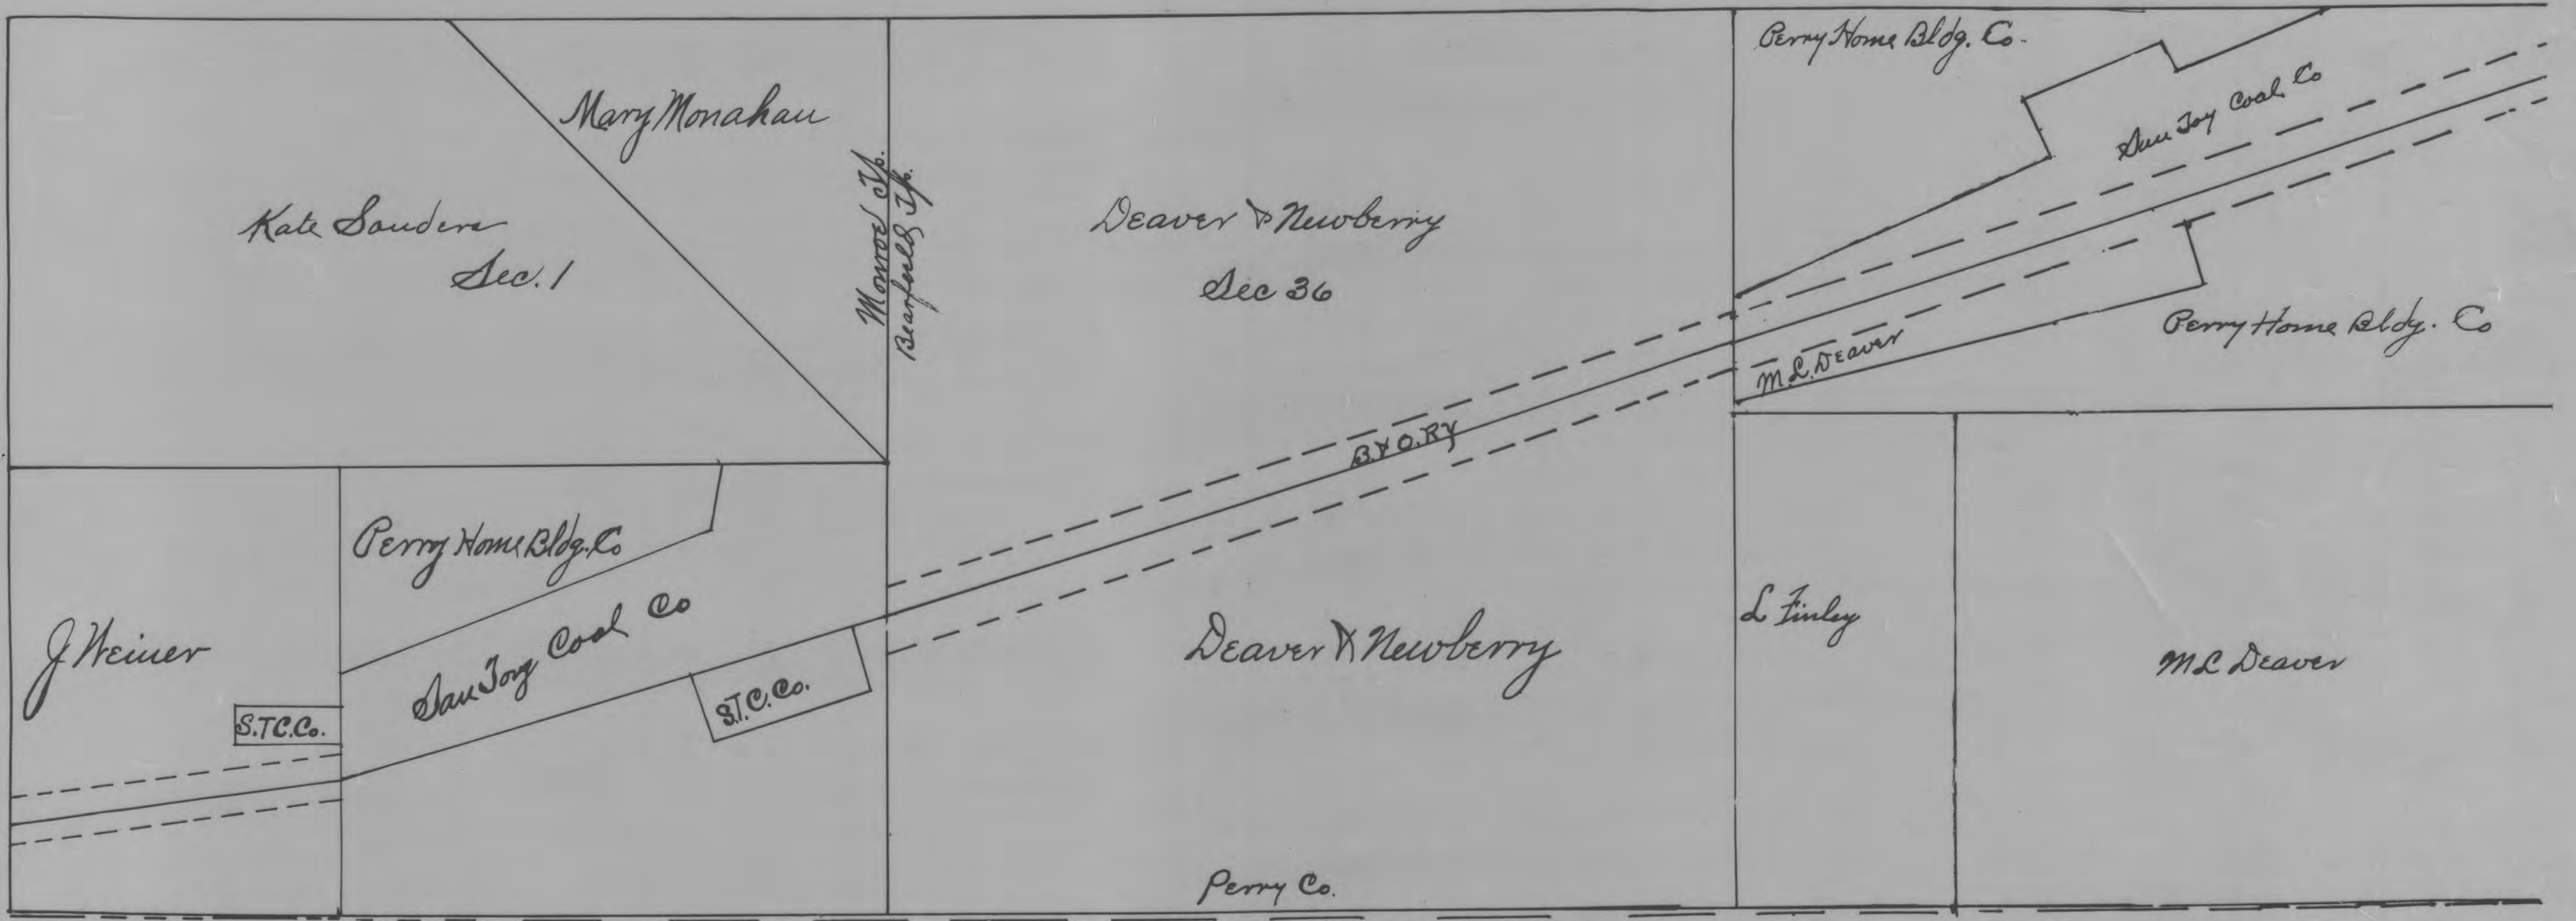 Mary Monahan
Kate Sanders
Sec. 1
Monroe Tp.
Bearfield Tp.
Deaver & Newberry
Sec 36
Perry Home Bldg. Co.
San Toy Coal Co
M.L. Deaver
Perry Home Bldg. Co
B. & O. RY
Perry Home Bldg. Co
J Weiner
San Toy Coal Co
S.T.C.Co.
S.T.C.Co.
Deaver & Newberry
L Finley
M L Deaver
Perry Co.